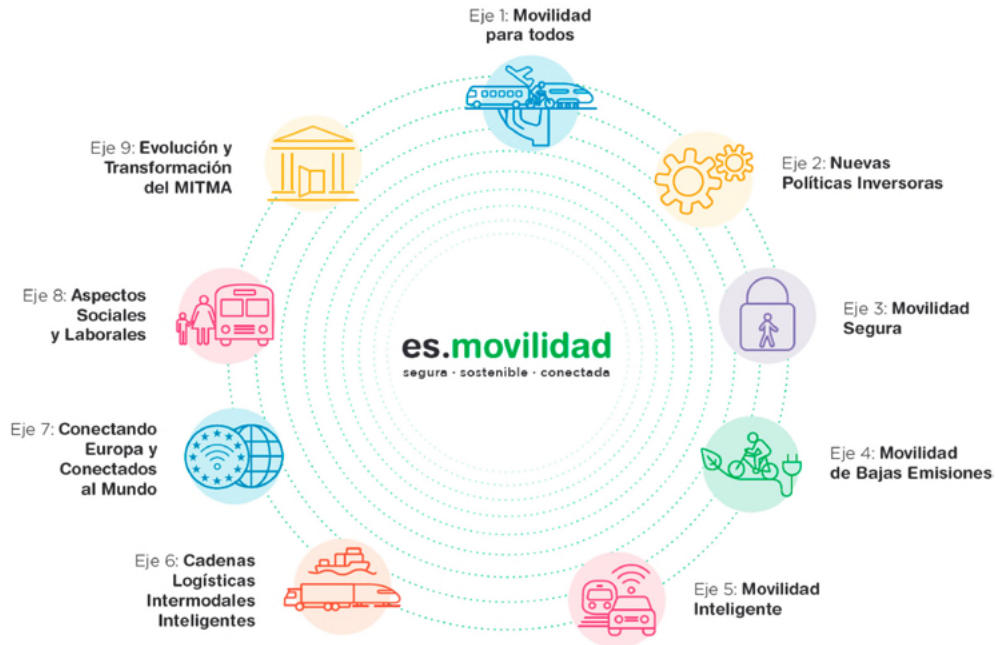 Eje 1: Movilidad
para todos
Eje 2: Nuevas
Políticas Inversoras
Eje 3: Movilidad
Segura
Eje 4: Movilidad
de Bajas Emisiones
Eje 5: Movilidad
Inteligente
Eje 6: Cadenas
Logísticas
Intermodales
Inteligentes
Eje 7: Conectando
Europa y
Conectados
al Mundo
Eje 8: Aspectos
Sociales
y Laborales
Eje 9: Evolución y
Transformación
del MITMA
es.movilidad
segura · sostenible · conectada